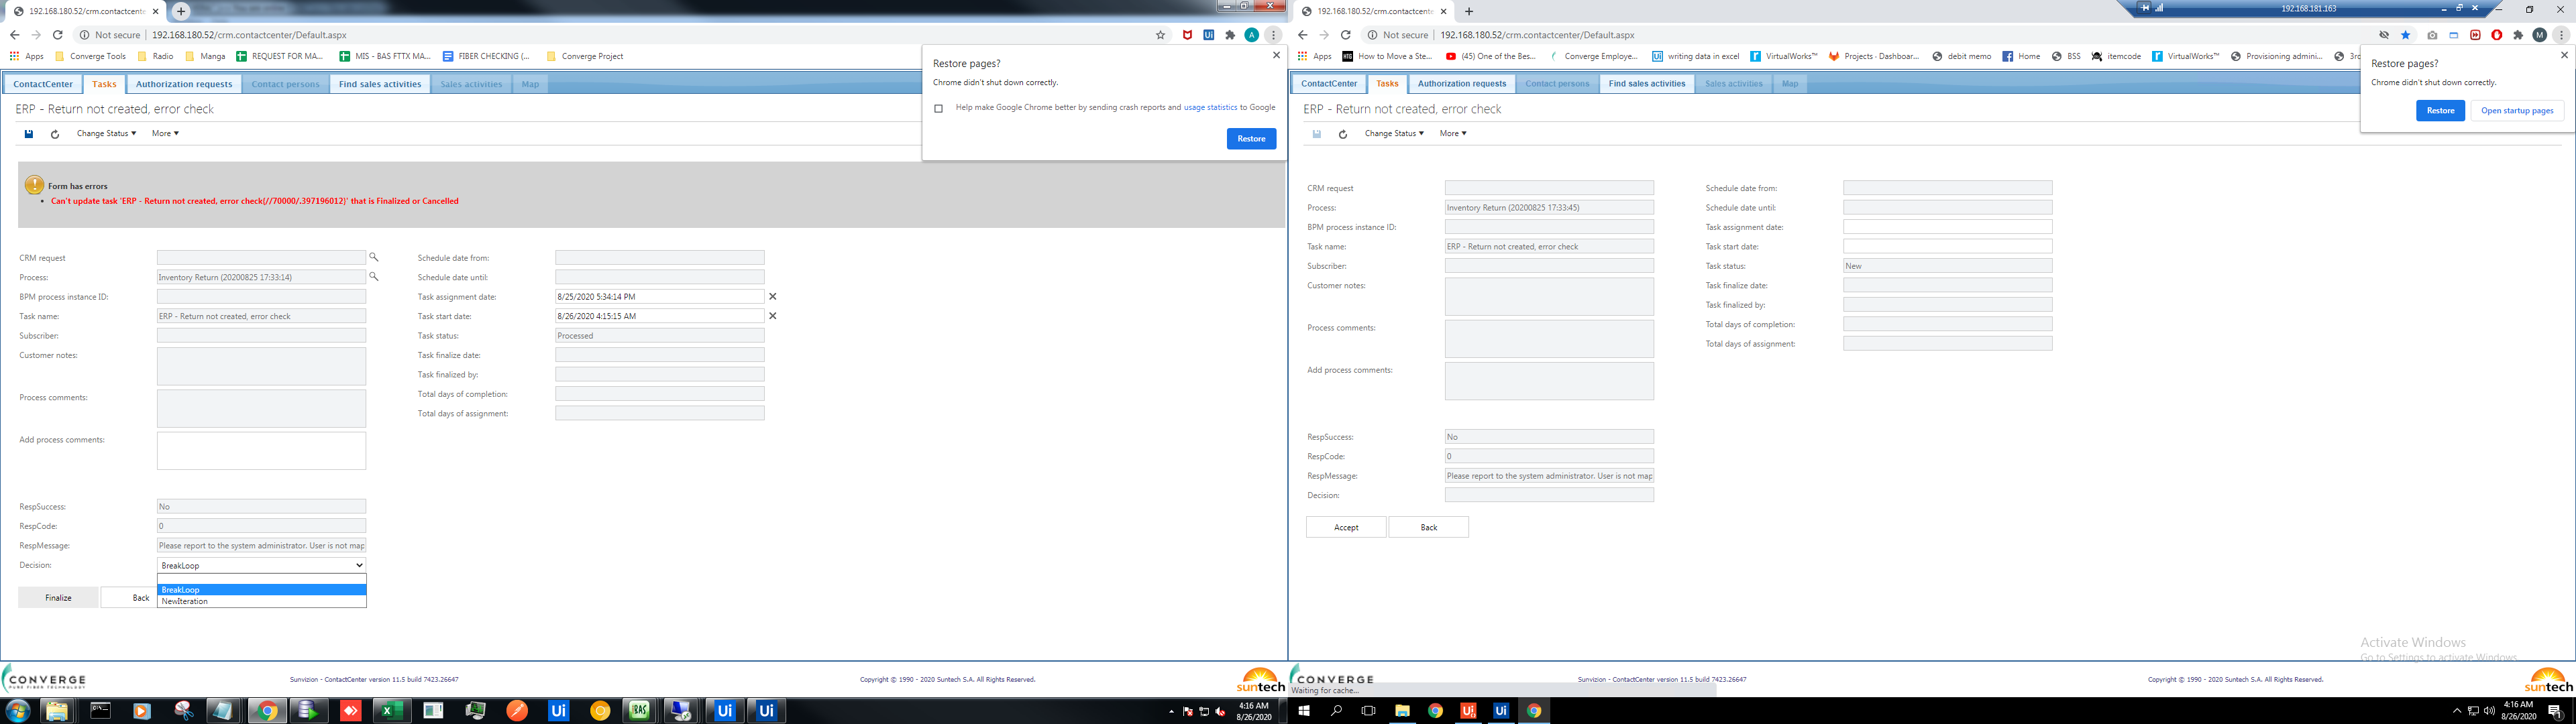 192.168.180.52/crm.contactcente
Not secure | 192.168.180.52/crm.contactcenter/Default.aspx
Apps Converge Tools Radio Manga REQUEST FOR MA... MIS - BAS FTTX MA... FIBER CHECKING (... Converge Project
Restore pages?
Chrome didn't shut down correctly.
Help make Google Chrome better by sending crash reports and usage statistics to Google
Restore
ContactCenter Tasks Authorization requests Contact persons Find sales activities Sales activities Map
ERP - Return not created, error check
Change Status More
Form has errors
Can't update task 'ERP - Return not created, error check(//70000/.397196012)' that is Finalized or Cancelled
CRM request
Process: Inventory Return (20200825 17:33:14)
BPM process instance ID:
Task name: ERP - Return not created, error check
Subscriber:
Customer notes:
Process comments:
Add process comments:
Schedule date from:
Schedule date until:
Task assignment date: 8/25/2020 5:34:14 PM
Task start date: 8/26/2020 4:15:15 AM
Task status: Processed
Task finalize date:
Task finalized by:
Total days of completion:
Total days of assignment:
RespSuccess: No
RespCode: 0
RespMessage: Please report to the system administrator. User is not map
Decision: BreakLoop
BreakLoop
NewIteration
Finalize Back
CONVERGE
PURE FIBER TECHNOLOGY
Sunvizion - ContactCenter version 11.5 build 7423.26647
Copyright © 1990 - 2020 Suntech S.A. All Rights Reserved.
suntech
4:16 AM
8/26/2020
192.168.180.52/crm.contactcente
192.168.181.163
Not secure | 192.168.180.52/crm.contactcenter/Default.aspx
Apps How to Move a Ste... (45) One of the Bes... Converge Employe... writing data in excel VirtualWorks™ Projects - Dashboar... debit memo Home BSS itemcode VirtualWorks™ Provisioning admini... 3rd
Restore pages?
Chrome didn't shut down correctly.
Restore Open startup pages
ContactCenter Tasks Authorization requests Contact persons Find sales activities Sales activities Map
ERP - Return not created, error check
Change Status More
CRM request
Process: Inventory Return (20200825 17:33:45)
BPM process instance ID:
Task name: ERP - Return not created, error check
Subscriber:
Customer notes:
Process comments:
Add process comments:
Schedule date from:
Schedule date until:
Task assignment date:
Task start date:
Task status: New
Task finalize date:
Task finalized by:
Total days of completion:
Total days of assignment:
RespSuccess: No
RespCode: 0
RespMessage: Please report to the system administrator. User is not map
Decision:
Accept Back
Activate Windows
Go to Settings to activate Windows.
CONVERGE
Waiting for cache...
Sunvizion - ContactCenter version 11.5 build 7423.26647
Copyright © 1990 - 2020 Suntech S.A. All Rights Reserved.
suntech
4:16 AM
8/26/2020